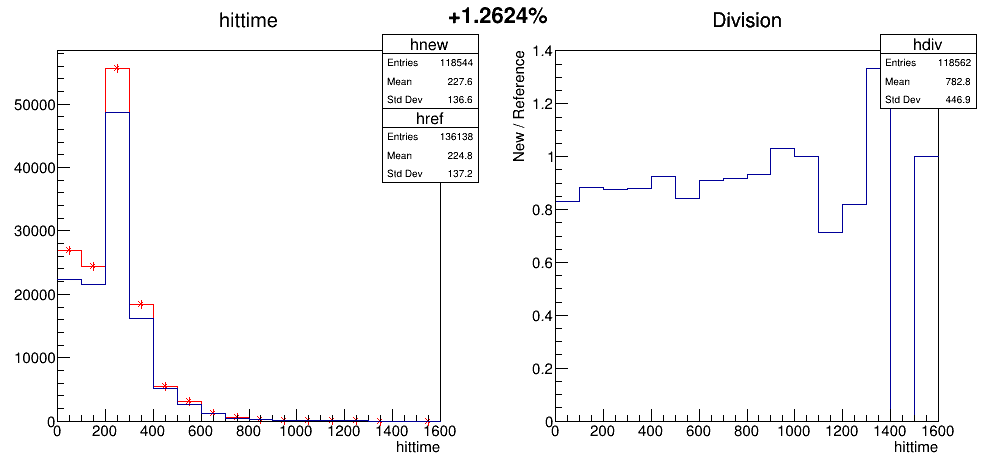 +1.2624%
hittime
hnew
Entries 118544
Mean 227.6
Std Dev 136.6
href
Entries 136138
Mean 224.8
Std Dev 137.2
50000
40000
30000
20000
10000
0
0 200 400 600 800 1000 1200 1400 1600
hittime
Division
hdiv
Entries 118562
Mean 782.8
Std Dev 446.9
New / Reference
1.4
1.2
1
0.8
0.6
0.4
0.2
0
0 200 400 600 800 1000 1200 1400 1600
hittime